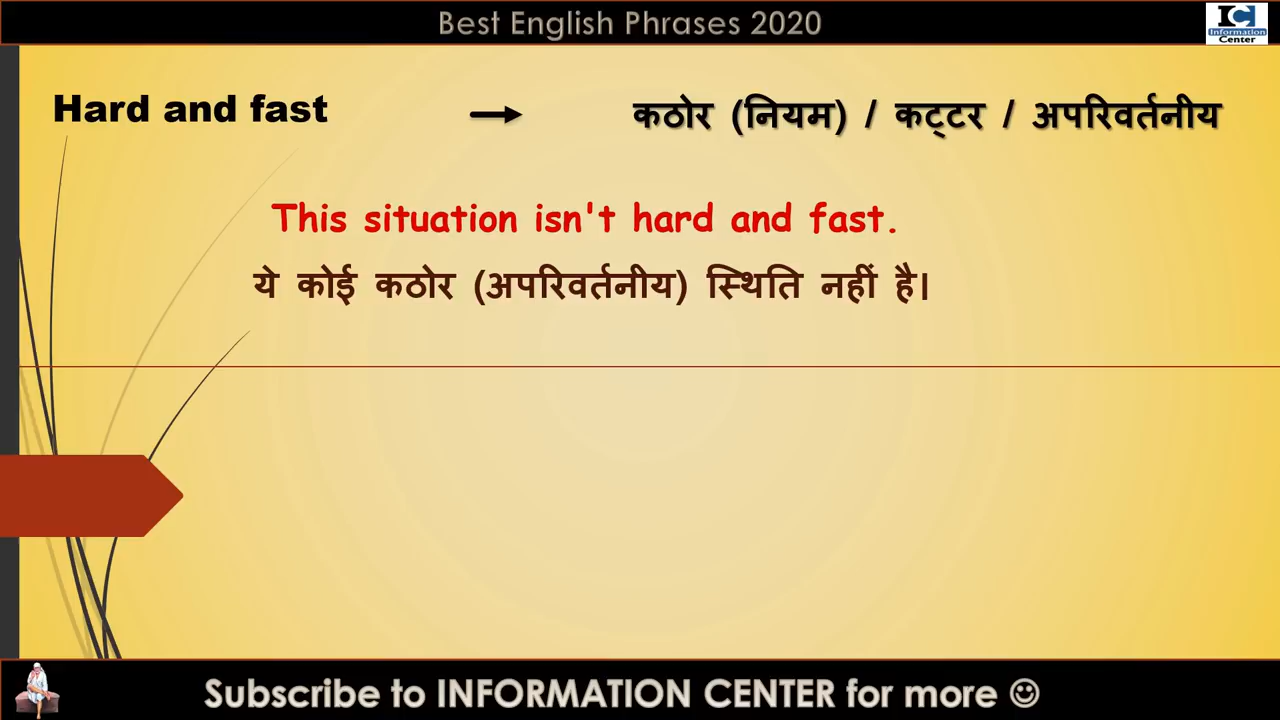 Best English Phrases 2020
IC
Information
Center
Hard and fast → कठोर (नियम) / कट्टर / अपरिवर्तनीय
This situation isn't hard and fast.
ये कोई कठोर (अपरिवर्तनीय) स्थिति नहीं है।
Subscribe to INFORMATION CENTER for more ☺